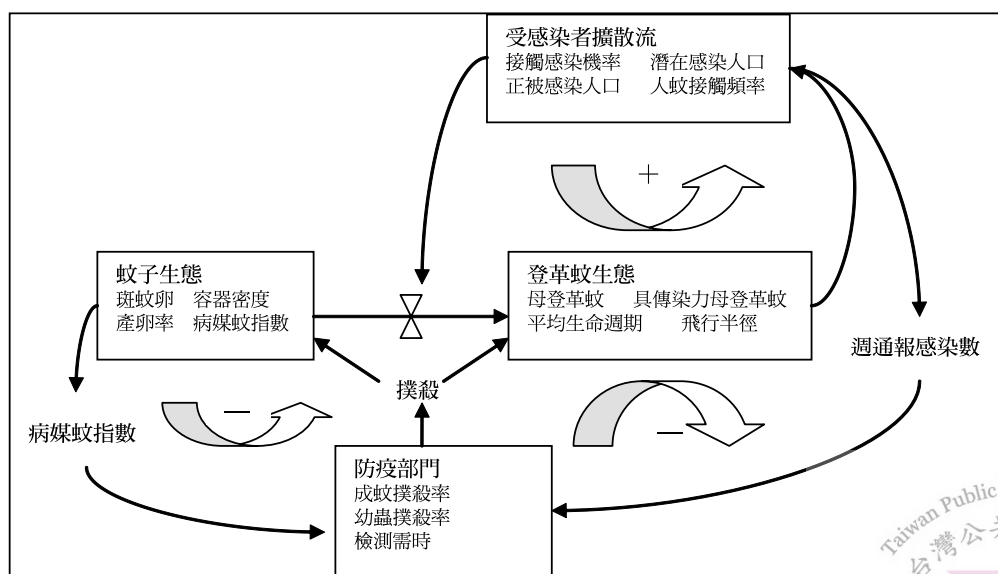 受感染者擴散流
接觸感染機率 潛在感染人口
正被感染人口 人蚊接觸頻率
+
蚊子生態
斑蚊卵 容器密度
產卵率 病媒蚊指數
登革蚊生態
母登革蚊 具傳染力母登革蚊
平均生命週期 飛行半徑
週通報感染數
撲殺
病媒蚊指數
−
−
防疫部門
成蚊撲殺率
幼蟲撲殺率
檢測需時
Taiwan Public
台灣公共